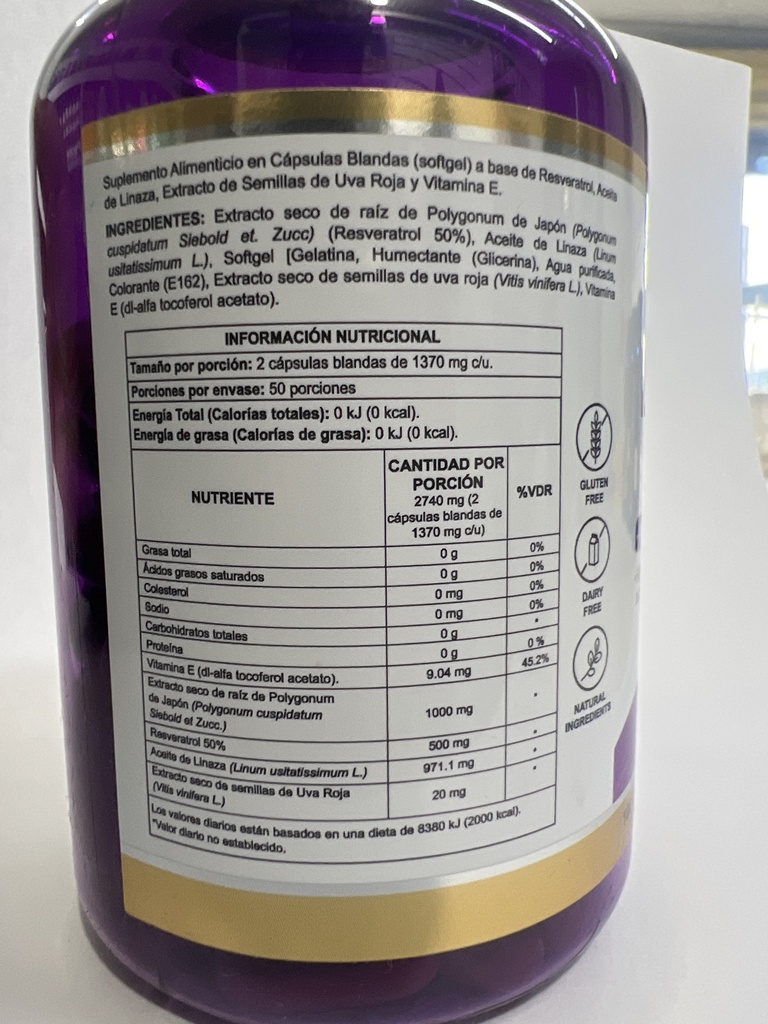 Suplemento Alimenticio en Cápsulas Blandas (softgel) a base de Resveratrol, Aceite
de Linaza, Extracto de Semillas de Uva Roja y Vitamina E.
INGREDIENTES: Extracto seco de raíz de Polygonum de Japón (Polygonum
cuspidatum Siebold et. Zucc) (Resveratrol 50%), Aceite de Linaza (Linum
usitatissimum L.), Softgel [Gelatina, Humectante (Glicerina), Agua purificada,
Colorante (E162), Extracto seco de semillas de uva roja (Vitis vinifera L.), Vitamina
E (dl-alfa tocoferol acetato).
INFORMACIÓN NUTRICIONAL
Tamaño por porción: 2 cápsulas blandas de 1370 mg c/u.
Porciones por envase: 50 porciones
Energía Total (Calorías totales): 0 kJ (0 kcal).
Energía de grasa (Calorías de grasa): 0 kJ (0 kcal).
NUTRIENTE
CANTIDAD POR
PORCIÓN
2740 mg (2
cápsulas blandas de
1370 mg c/u)
%VDR
Grasa total 0 g 0%
Ácidos grasos saturados 0 g 0%
Colesterol 0 mg 0%
Sodio 0 mg 0%
Carbohidratos totales 0 g *
Proteína 0 g 0%
Vitamina E (dl-alfa tocoferol acetato). 9.04 mg 45.2%
Extracto seco de raíz de Polygonum
de Japón (Polygonum cuspidatum
Siebold et Zucc.) 1000 mg *
Resveratrol 50% 500 mg *
Aceite de Linaza (Linum usitatissimum L.) 971.1 mg *
Extracto seco de semillas de Uva Roja
(Vitis vinifera L.) 20 mg *
Los valores diarios están basados en una dieta de 8380 kJ (2000 kcal).
*Valor diario no establecido.
GLUTEN
FREE
DAIRY
FREE
NATURAL
INGREDIENTS